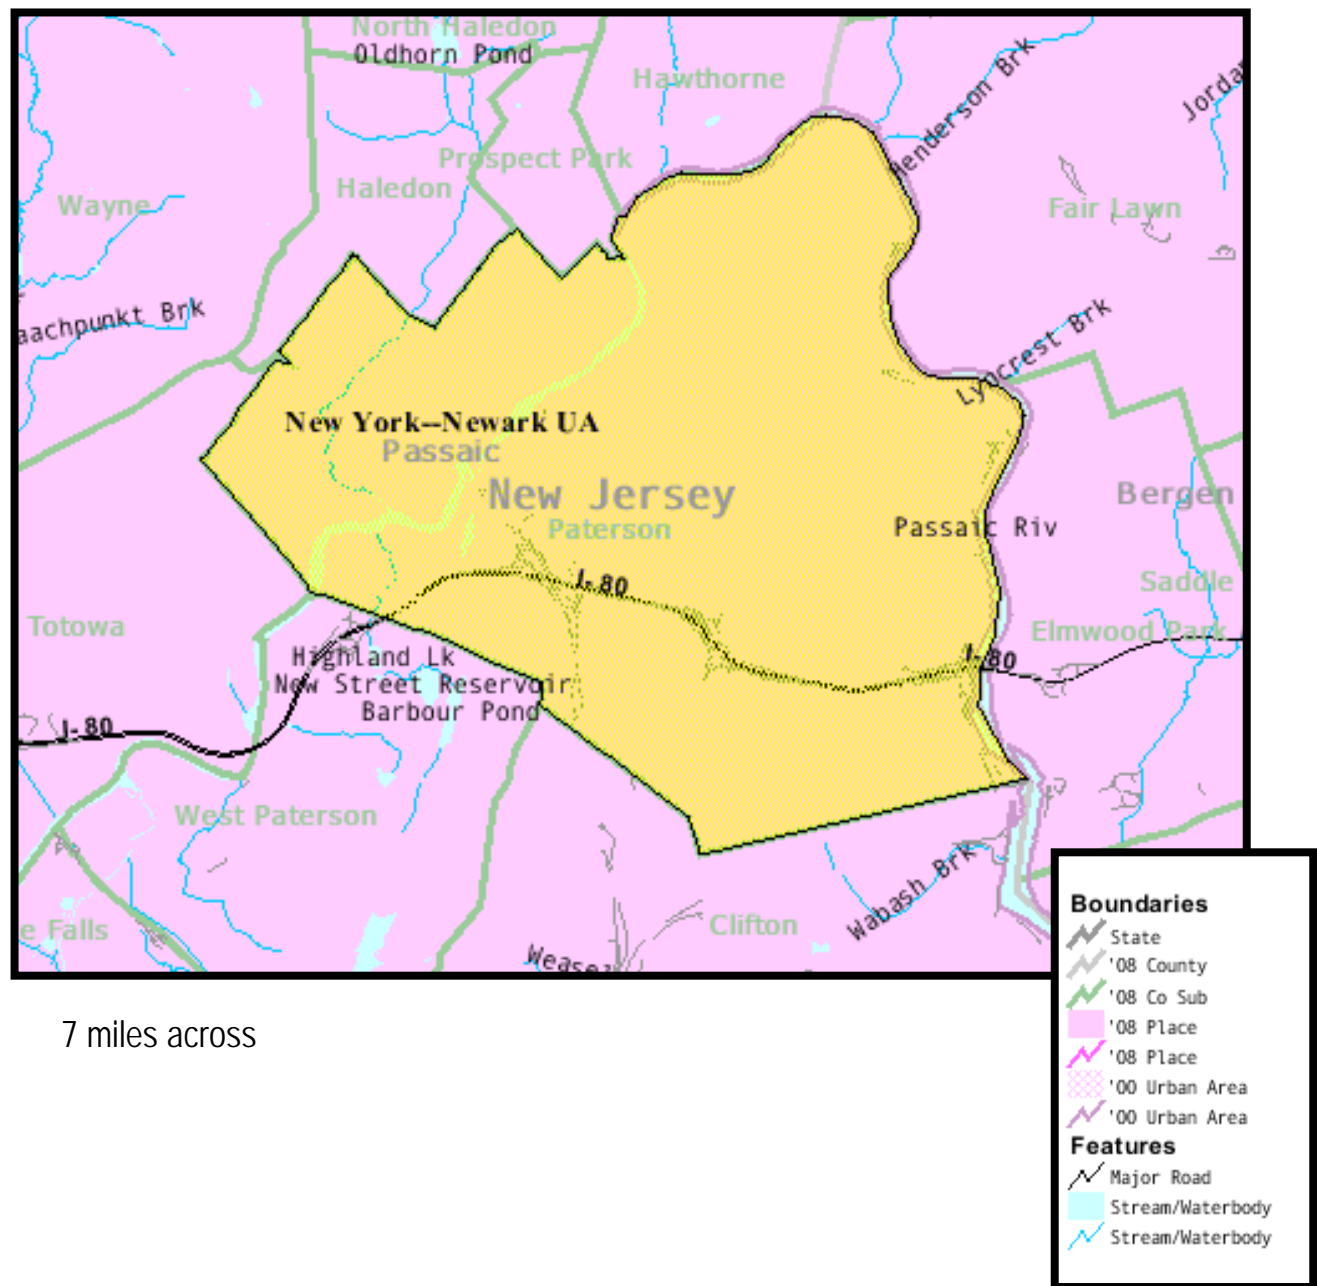 North Haledon
Oldhorn Pond
Hawthorne
Henderson Brk
Prospect Park
Haledon
Wayne
Fair Lawn
aachpunkt Brk
Lyncrest Brk
New York--Newark UA
Passaic
New Jersey
Bergen
Paterson
Passaic Riv
I- 80
Saddle
Totowa
Elmwood Park
Highland Lk
I- 80
New Street Reservoir
Barbour Pond
I- 80
West Paterson
Wabash Brk
e Falls
Clifton
Boundaries
State
'08 County
'08 Co Sub
'08 Place
'08 Place
'00 Urban Area
'00 Urban Area
Features
Major Road
Stream/Waterbody
Stream/Waterbody
7 miles across